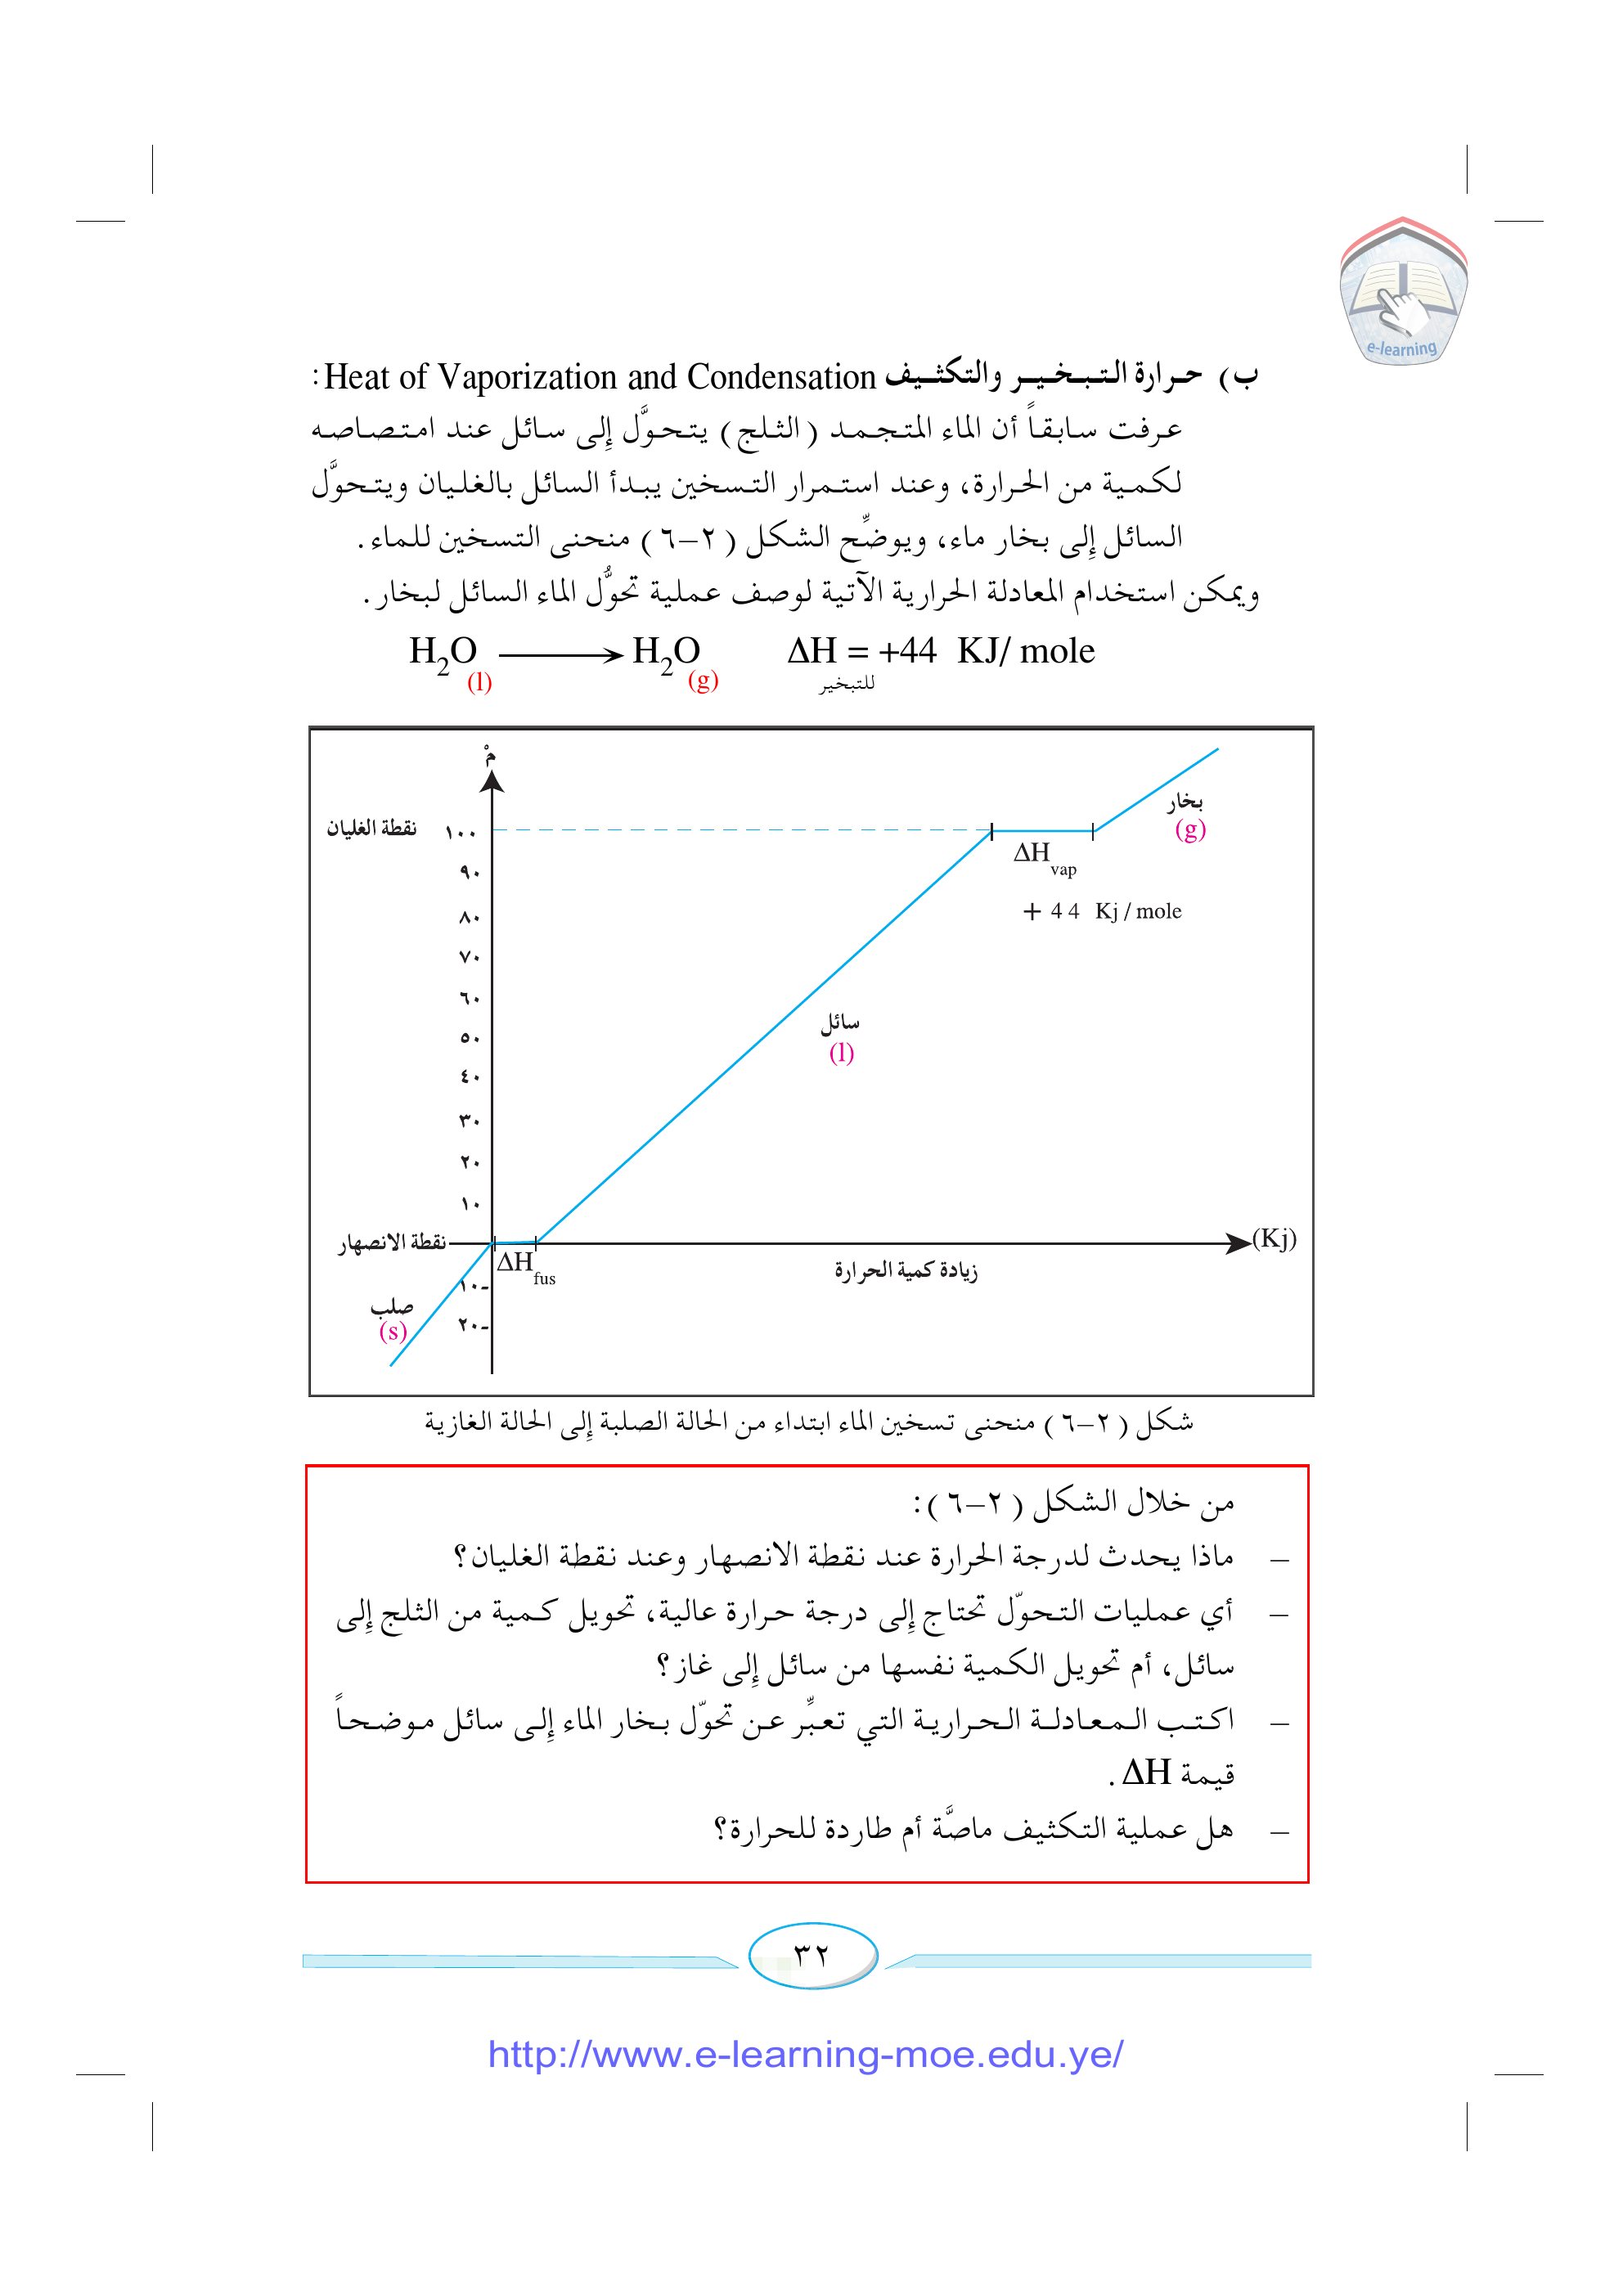 e-learning
ب) حرارة التبخير والتكثيف Heat of Vaporization and Condensation :
عرفت سابقاً أن الماء المتجمد (الثلج) يتحوَّل إِلى سائل عند امتصاصه
لكمية من الحرارة، وعند استمرار التسخين يبدأ السائل بالغليان ويتحوَّل
السائل إِلى بخار ماء، ويوضِّح الشكل (٢-٦) منحنى التسخين للماء.
ويمكن استخدام المعادلة الحرارية الآتية لوصف عملية تحوُّل الماء السائل لبخار.
H2O(l) ⟶ H2O(g) ΔH = +44 KJ/ mole
للتبخير
مْ
نقطة الغليان ١٠٠
٩٠
٨٠
٧٠
٦٠
٥٠
٤٠
٣٠
٢٠
١٠
نقطة الانصهار
-١٠
-٢٠
بخار
(g)
ΔHvap
+ 44 Kj / mole
سائل
(l)
(Kj)
ΔHfus
زيادة كمية الحرارة
صلب
(s)
شكل (٢-٦) منحنى تسخين الماء ابتداء من الحالة الصلبة إِلى الحالة الغازية
من خلال الشكل (٢-٦):
– ماذا يحدث لدرجة الحرارة عند نقطة الانصهار وعند نقطة الغليان؟
– أي عمليات التحوّل تحتاج إِلى درجة حرارة عالية، تحويل كمية من الثلج إِلى
سائل، أم تحويل الكمية نفسها من سائل إِلى غاز؟
– اكتب المعادلة الحرارية التي تعبِّر عن تحوّل بخار الماء إِلى سائل موضحاً
قيمة ΔH .
– هل عملية التكثيف ماصَّة أم طاردة للحرارة؟
٣٢
http://www.e-learning-moe.edu.ye/